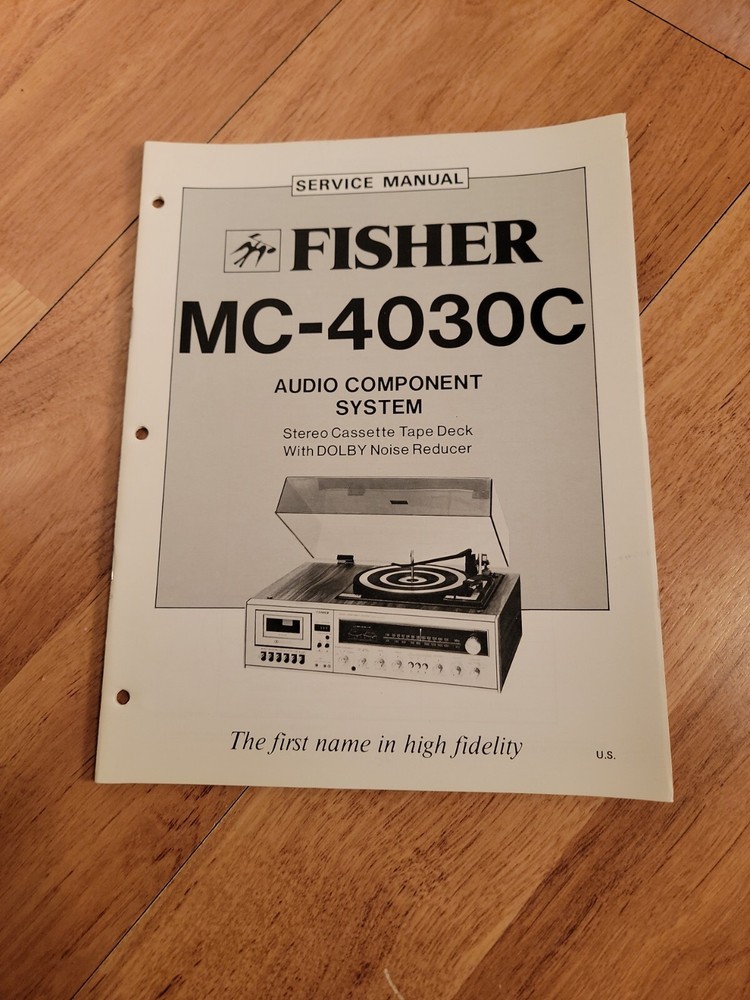 SERVICE MANUAL
FISHER
MC-4030C
AUDIO COMPONENT
SYSTEM
Stereo Cassette Tape Deck
With DOLBY Noise Reducer
The first name in high fidelity
U.S.